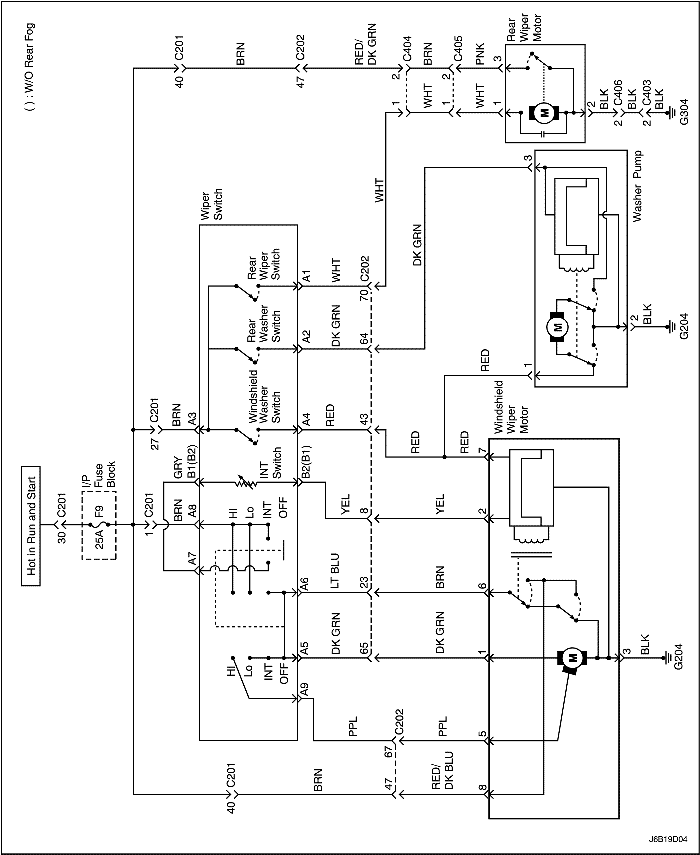 ( ) : W/O Rear Fog
Hot in Run and Start
30
C201
I/P
Fuse
Block
25A
F9
40
C201
BRN
47
C202
RED/
DK GRN
2
C404
BRN
2
C405
PNK
3
Rear
Wiper
Motor
M
1
WHT
1
WHT
1
2
BLK
2
C406
BLK
2
C403
BLK
G304
WHT
Wiper
Switch
Rear
Wiper
Switch
A1
WHT
70
C202
Rear
Washer
Switch
A2
DK GRN
64
DK GRN
3
Washer Pump
M
2
BLK
G204
1
RED
27
C201
BRN
A3
Windshield
Washer
Switch
A4
RED
43
RED
RED
7
Windshield
Wiper
Motor
GRY
B1(B2)
INT
Switch
B2(B1)
YEL
8
YEL
2
1
C201
BRN
A8
HI
Lo
INT
OFF
A7
A6
LT BLU
23
BRN
6
HI
Lo
INT
OFF
A5
DK GRN
65
DK GRN
1
M
3
BLK
G204
A9
PPL
67
C202
PPL
5
40
C201
BRN
47
RED/
DK BLU
8
J6B19D04